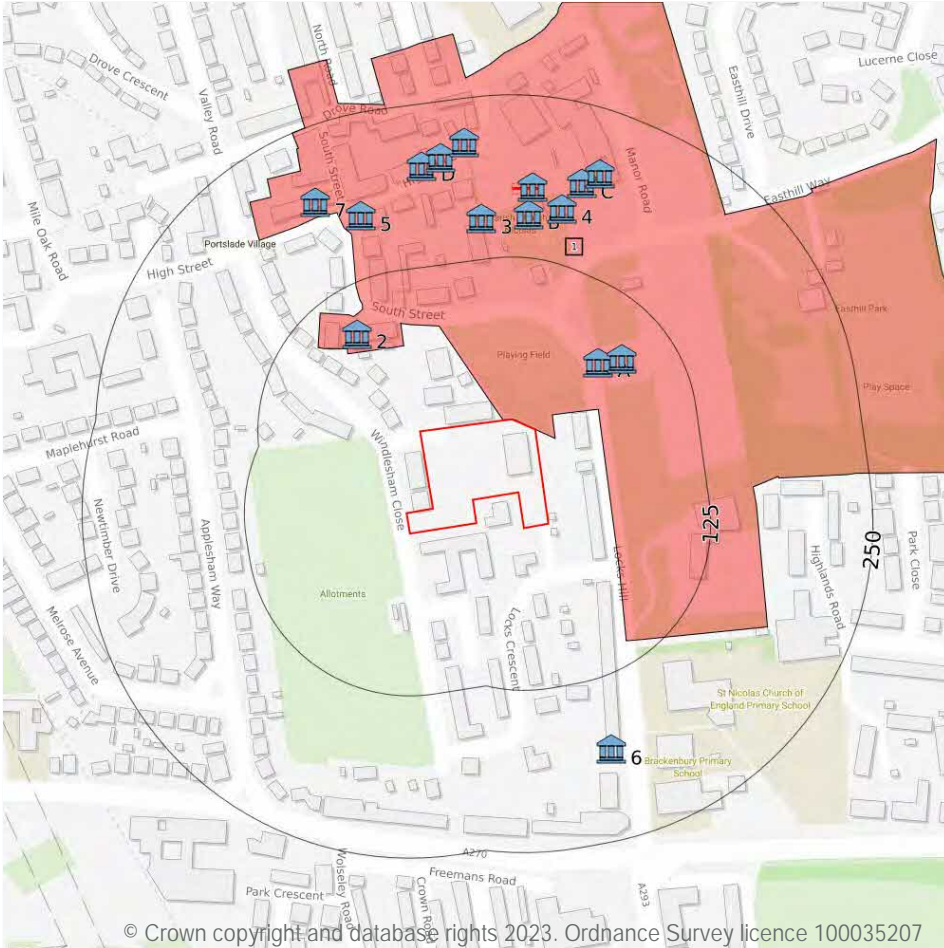 North Road
Lucerne Close
Drove Crescent
Valley Road
Easthill Drive
Drove Road
South Street
Manor Road
D
C
Easthill Way
7
5
3
4
1
Mile Oak Road
Portslade Village
High Street
South Street
Easthill Park
2
Playing Field
Play Space
Maplehurst Road
Windlesham Close
Newtimber Drive
Applesham Way
125
250
Park Close
Highlands Road
Locks Hill
Allotments
Locks Crescent
Melrose Avenue
St Nicolas Church of
England Primary School
6
Brackenbury Primary
School
A270
Freemans Road
Wolseley Road
Park Crescent
Crown Road
A293
© Crown copyright and database rights 2023. Ordnance Survey licence 100035207